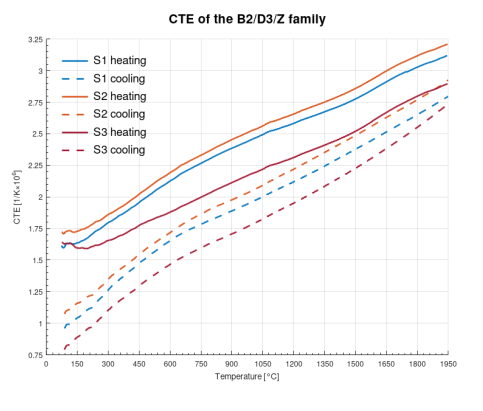 CTE of the B2/D3/Z family
3.25
3
2.75
2.5
2.25
2
1.75
1.5
1.25
1
0.75
CTE [1/K×10⁶]
S1 heating
S1 cooling
S2 heating
S2 cooling
S3 heating
S3 cooling
0 150 300 450 600 750 900 1050 1200 1350 1500 1650 1800 1950
Temperature [°C]